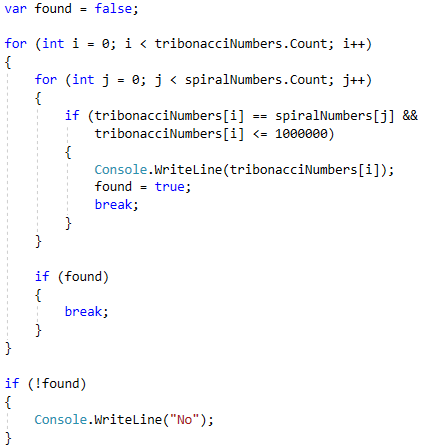 var found = false;

for (int i = 0; i < tribonacciNumbers.Count; i++)
{
    for (int j = 0; j < spiralNumbers.Count; j++)
    {
        if (tribonacciNumbers[i] == spiralNumbers[j] &&
            tribonacciNumbers[i] <= 1000000)
        {
            Console.WriteLine(tribonacciNumbers[i]);
            found = true;
            break;
        }
    }

    if (found)
    {
        break;
    }
}

if (!found)
{
    Console.WriteLine("No");
}